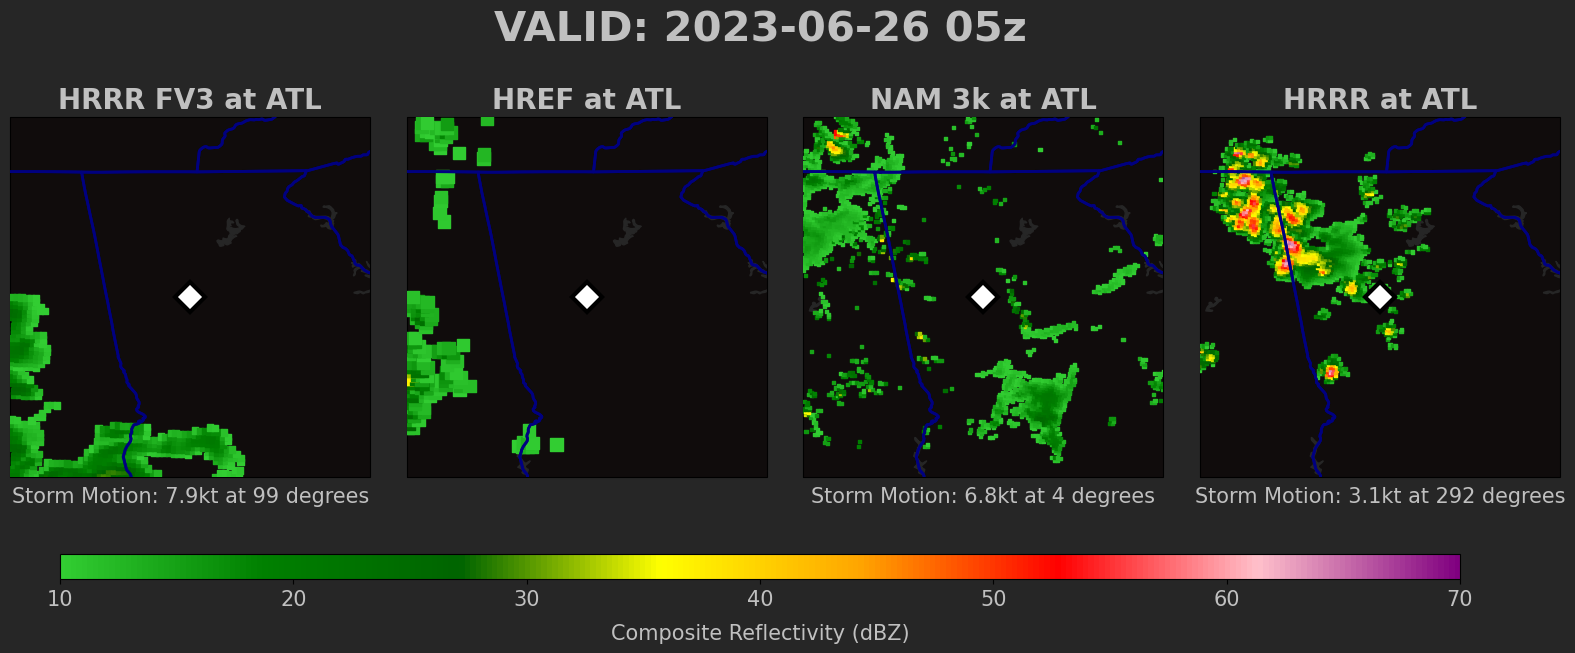 VALID: 2023-06-26 05z
HRRR FV3 at ATL
HREF at ATL
NAM 3k at ATL
HRRR at ATL
Storm Motion: 7.9kt at 99 degrees
Storm Motion: 6.8kt at 4 degrees
Storm Motion: 3.1kt at 292 degrees
10 20 30 40 50 60 70
Composite Reflectivity (dBZ)